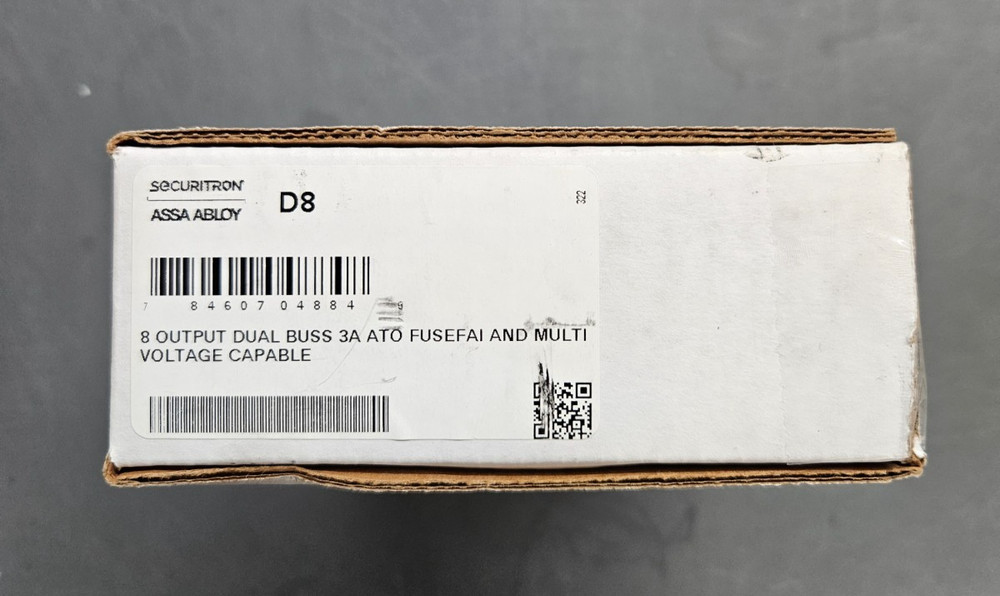 SECURITRON
ASSA ABLOY
D8
322
7 84607 04884 9
8 OUTPUT DUAL BUSS 3A ATO FUSEFAI AND MULTI
VOLTAGE CAPABLE